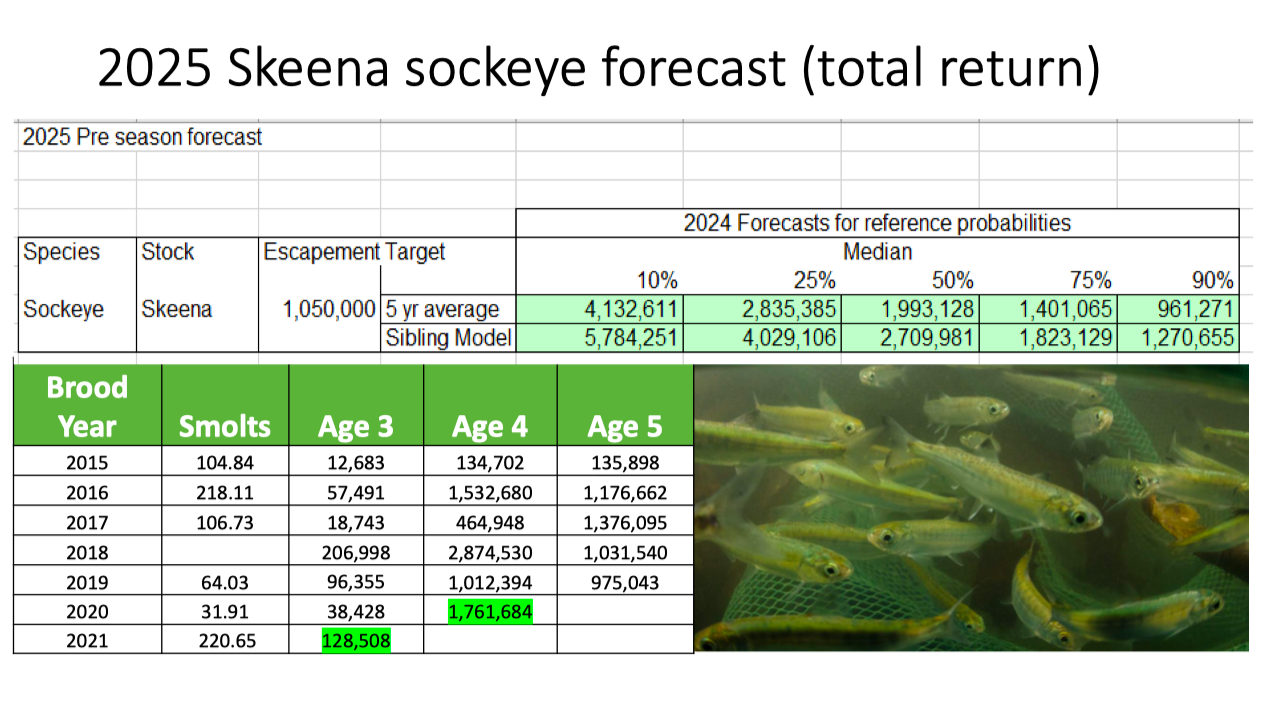 2025 Skeena sockeye forecast (total return)
2025 Pre season forecast
2024 Forecasts for reference probabilities
Species Stock Escapement Target Median
10% 25% 50% 75% 90%
Sockeye Skeena 1,050,000 5 yr average 4,132,611 2,835,385 1,993,128 1,401,065 961,271
Sibling Model 5,784,251 4,029,106 2,709,981 1,823,129 1,270,655
Brood
Year Smolts Age 3 Age 4 Age 5
2015 104.84 12,683 134,702 135,898
2016 218.11 57,491 1,532,680 1,176,662
2017 106.73 18,743 464,948 1,376,095
2018 206,998 2,874,530 1,031,540
2019 64.03 96,355 1,012,394 975,043
2020 31.91 38,428 1,761,684
2021 220.65 128,508